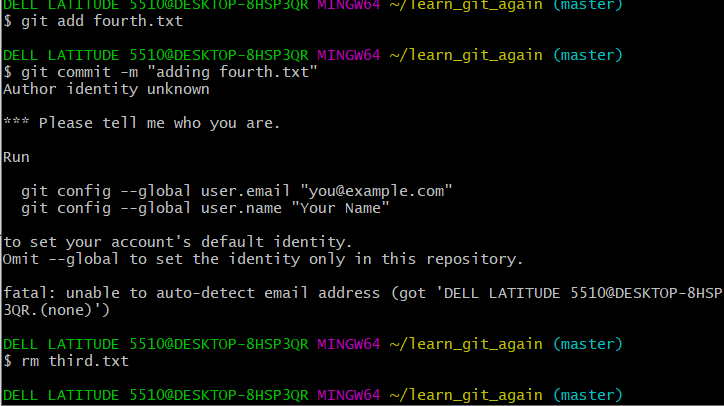 DELL LATITUDE 5510@DESKTOP-8HSP3QR MINGW64 ~/learn_git_again (master)
$ git add fourth.txt
DELL LATITUDE 5510@DESKTOP-8HSP3QR MINGW64 ~/learn_git_again (master)
$ git commit -m "adding fourth.txt"
Author identity unknown
*** Please tell me who you are.
Run
git config --global user.email "you@example.com"
git config --global user.name "Your Name"
to set your account's default identity.
Omit --global to set the identity only in this repository.
fatal: unable to auto-detect email address (got 'DELL LATITUDE 5510@DESKTOP-8HSP
3QR.(none)')
DELL LATITUDE 5510@DESKTOP-8HSP3QR MINGW64 ~/learn_git_again (master)
$ rm third.txt
DELL LATITUDE 5510@DESKTOP-8HSP3QR MINGW64 ~/learn_git_again (master)